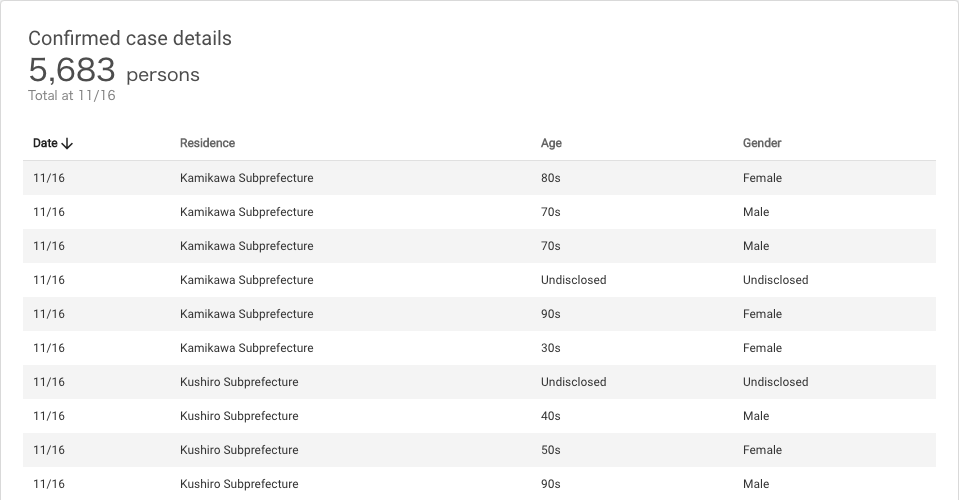 Confirmed case details
5,683 persons
Total at 11/16
Date Residence Age Gender
11/16 Kamikawa Subprefecture 80s Female
11/16 Kamikawa Subprefecture 70s Male
11/16 Kamikawa Subprefecture 70s Male
11/16 Kamikawa Subprefecture Undisclosed Undisclosed
11/16 Kamikawa Subprefecture 90s Female
11/16 Kamikawa Subprefecture 30s Female
11/16 Kushiro Subprefecture Undisclosed Undisclosed
11/16 Kushiro Subprefecture 40s Male
11/16 Kushiro Subprefecture 50s Female
11/16 Kushiro Subprefecture 90s Male